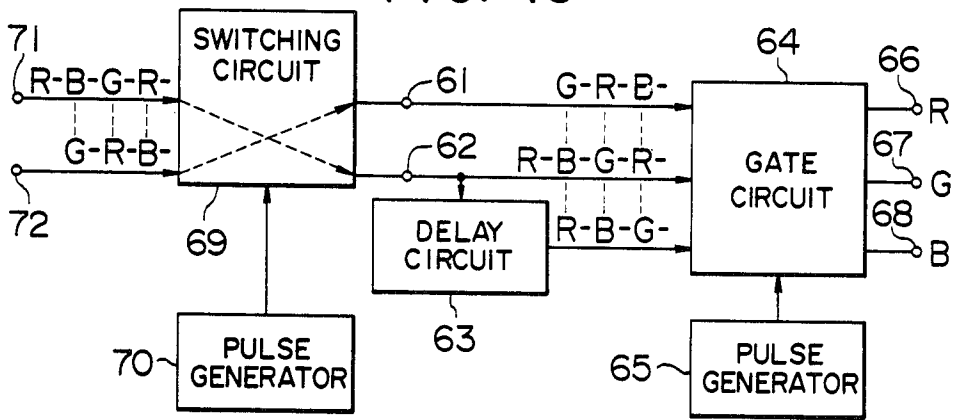 71
R-B-G-R-
G-R-B-
72
SWITCHING
CIRCUIT
69
70
PULSE
GENERATOR
61
62
G-R-B-
R-B-G-R-
R-B-G-
DELAY
CIRCUIT
63
64
GATE
CIRCUIT
65
PULSE
GENERATOR
66
R
67
G
68
B